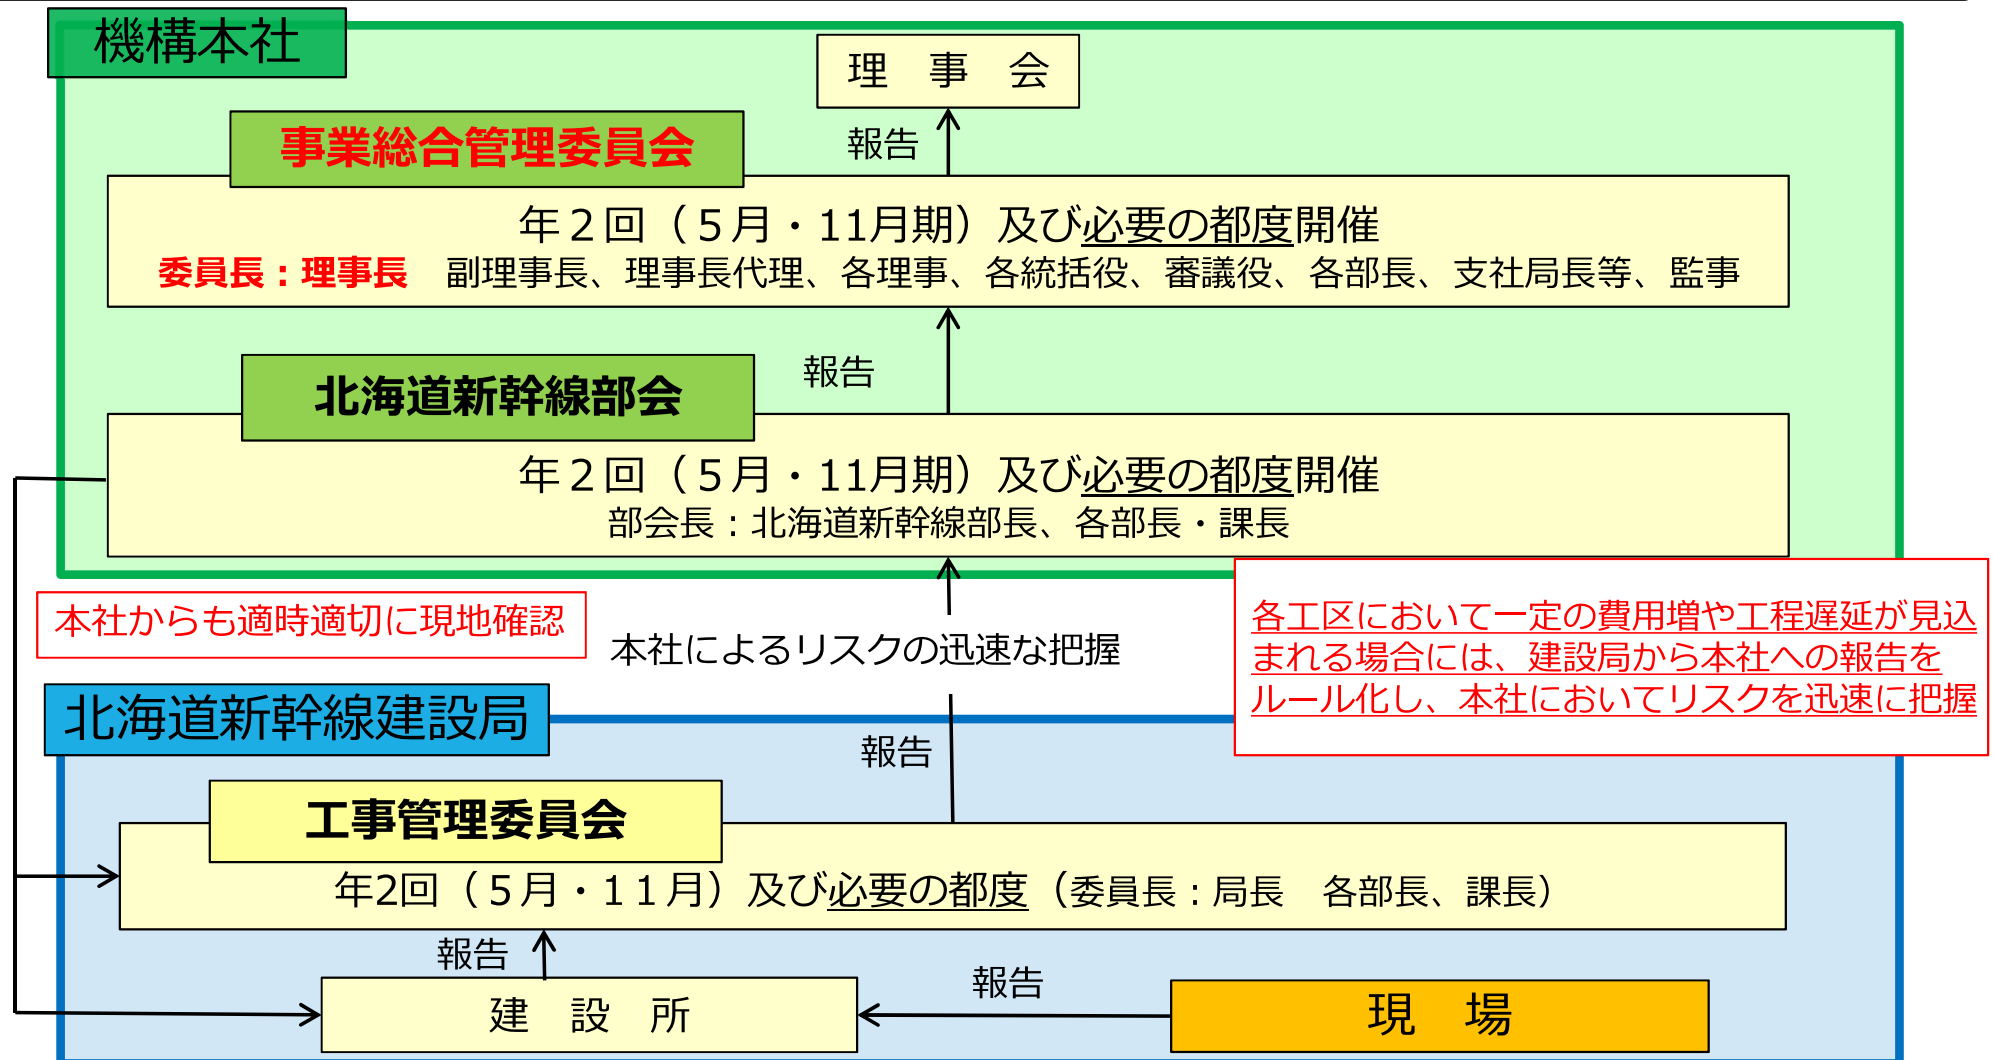 機構本社
理　事　会
報告
事業総合管理委員会
年２回（５月・11月期）及び必要の都度開催
委員長：理事長　副理事長、理事長代理、各理事、各統括役、審議役、各部長、支社局長等、監事
報告
北海道新幹線部会
年２回（５月・11月期）及び必要の都度開催
部会長：北海道新幹線部長、各部長・課長
本社からも適時適切に現地確認
本社によるリスクの迅速な把握
各工区において一定の費用増や工程遅延が見込
まれる場合には、建設局から本社への報告を
ルール化し、本社においてリスクを迅速に把握
北海道新幹線建設局
報告
工事管理委員会
年2回（５月・１１月）及び必要の都度（委員長：局長　各部長、課長）
報告
報告
建　設　所
現　場